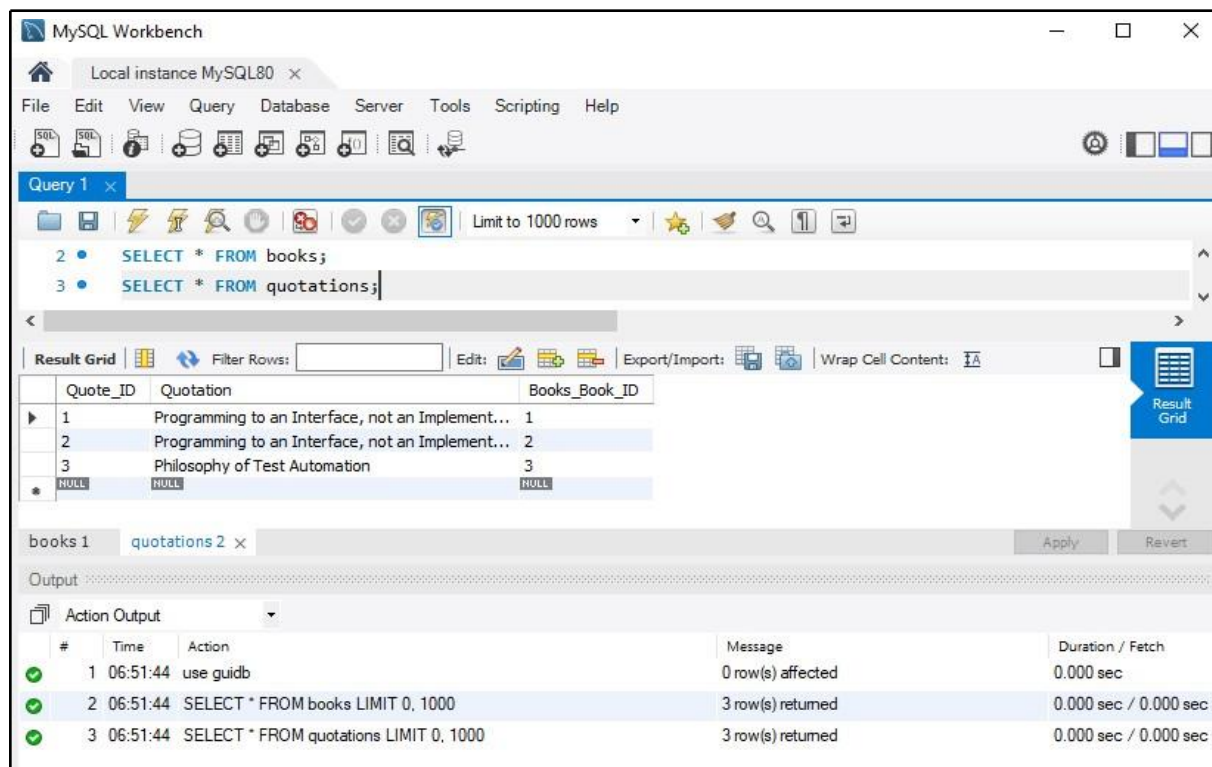 MySQL Workbench
Local instance MySQL80
File Edit View Query Database Server Tools Scripting Help
Query 1
Limit to 1000 rows
2 SELECT * FROM books;
3 SELECT * FROM quotations;
Result Grid Filter Rows: Edit: Export/Import: Wrap Cell Content:
Quote_ID Quotation Books_Book_ID
1 Programming to an Interface, not an Implement... 1
2 Programming to an Interface, not an Implement... 2
3 Philosophy of Test Automation 3
NULL NULL NULL
Result
Grid
books 1 quotations 2 Apply Revert
Output
Action Output
# Time Action Message Duration / Fetch
1 06:51:44 use guidb 0 row(s) affected 0.000 sec
2 06:51:44 SELECT * FROM books LIMIT 0, 1000 3 row(s) returned 0.000 sec / 0.000 sec
3 06:51:44 SELECT * FROM quotations LIMIT 0, 1000 3 row(s) returned 0.000 sec / 0.000 sec